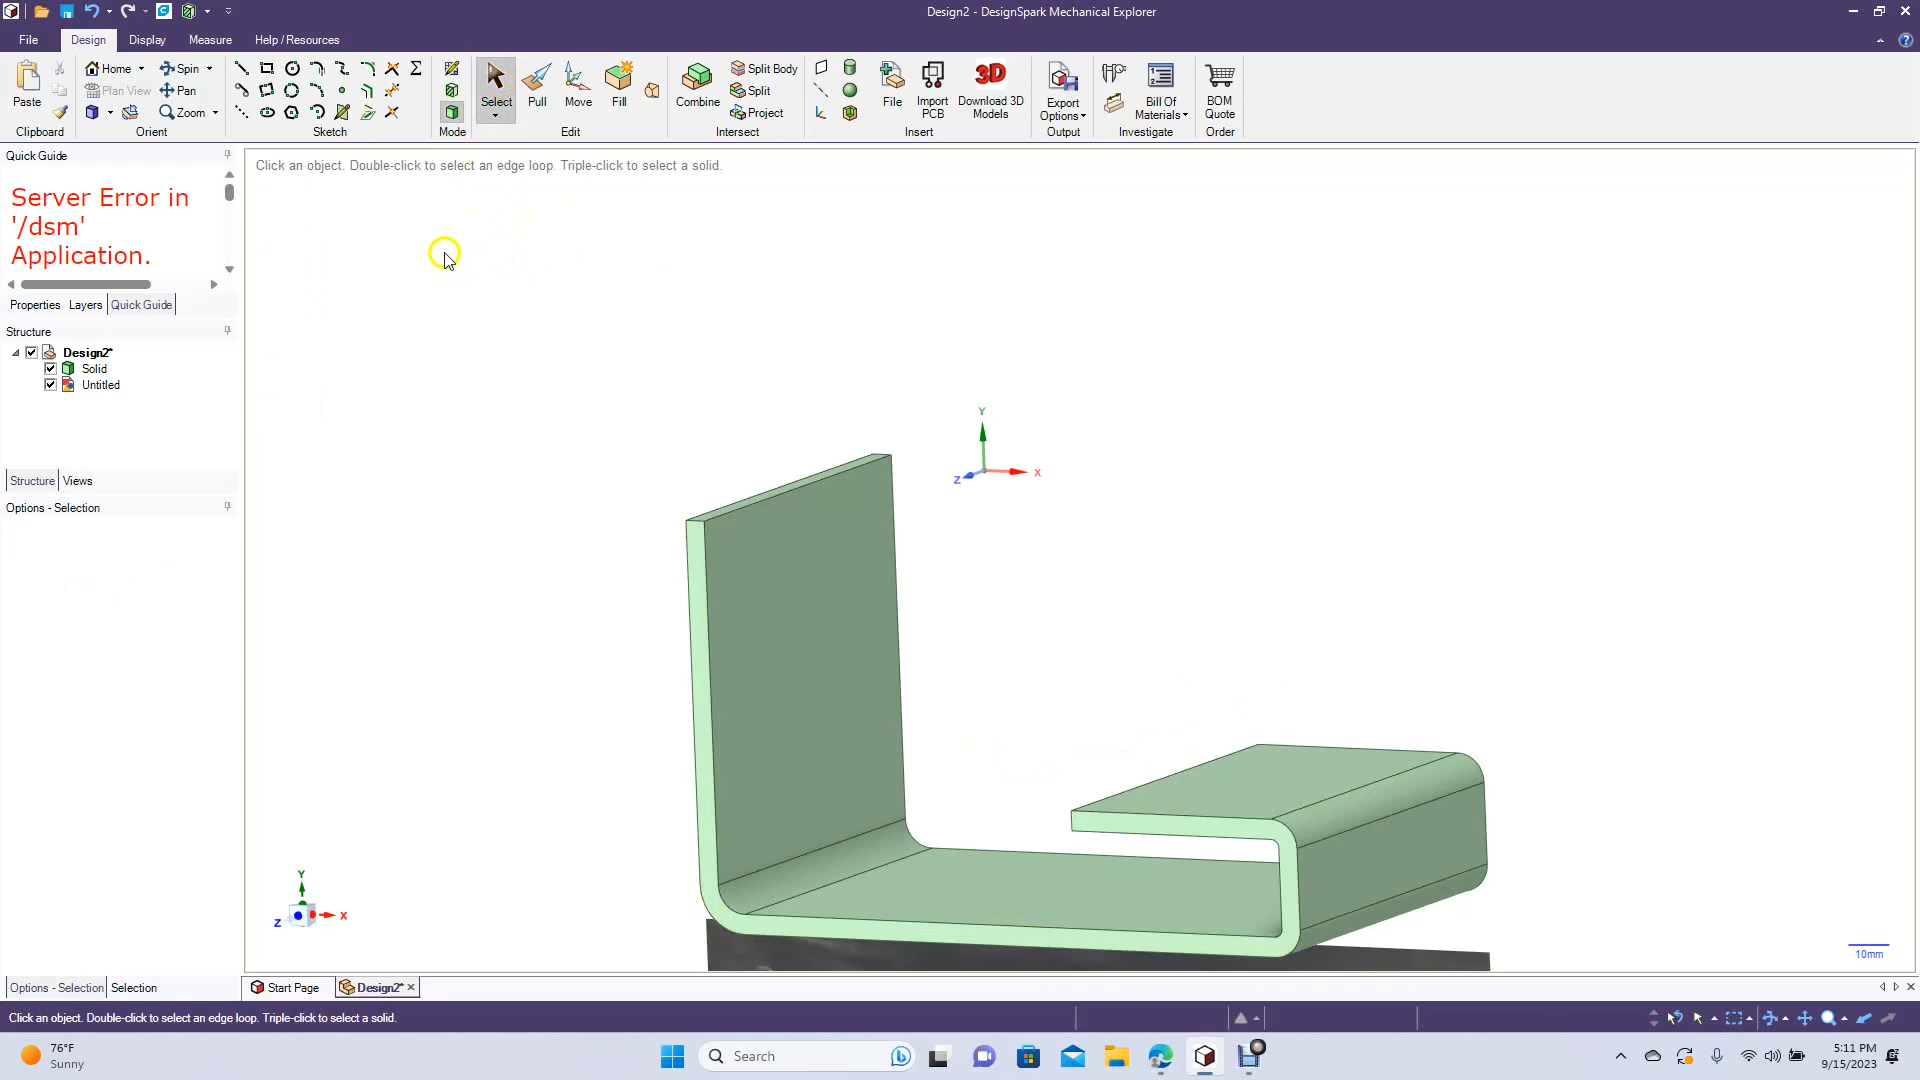 Design2 - DesignSpark Mechanical Explorer
File
Design
Display
Measure
Help / Resources
Paste
Home
Spin
Plan View
Pan
Zoom
Select
Pull
Move
Fill
Combine
Split Body
Split
Project
File
Import PCB
Download 3D Models
Export Options
Bill Of Materials
BOM Quote
Clipboard
Orient
Sketch
Mode
Edit
Intersect
Insert
Output
Investigate
Order
Quick Guide
Click an object. Double-click to select an edge loop. Triple-click to select a solid.
Server Error in
'/dsm'
Application.
Properties
Layers
Quick Guide
Structure
Design2*
Solid
Untitled
Structure
Views
Options - Selection
Y
X
Z
Y
X
Z
10mm
Options - Selection
Selection
Start Page
Design2*
Click an object. Double-click to select an edge loop. Triple-click to select a solid.
76°F
Sunny
Search
5:11 PM
9/15/2023